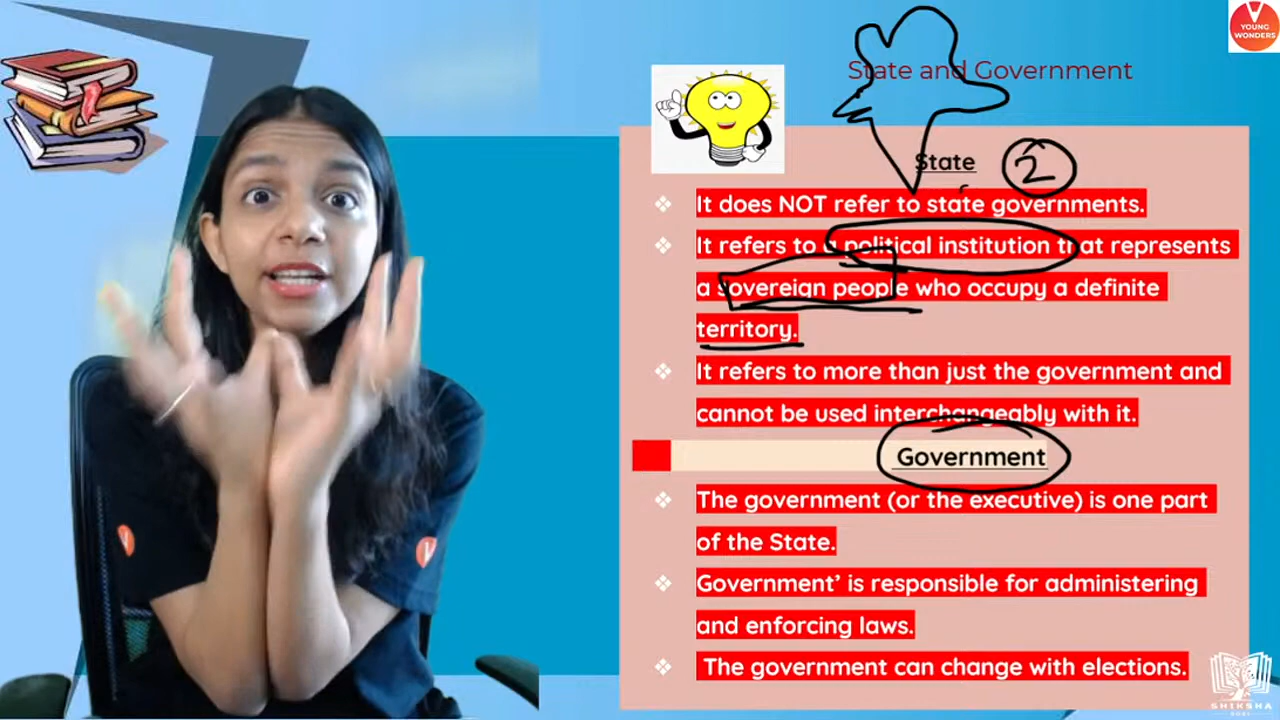 YOUNG
WONDERS
State and Government
State
2
It does NOT refer to state governments.
It refers to a political institution that represents
a sovereign people who occupy a definite
territory.
It refers to more than just the government and
cannot be used interchangeably with it.
Government
The government (or the executive) is one part
of the State.
Government’ is responsible for administering
and enforcing laws.
The government can change with elections.
SHIKSHA